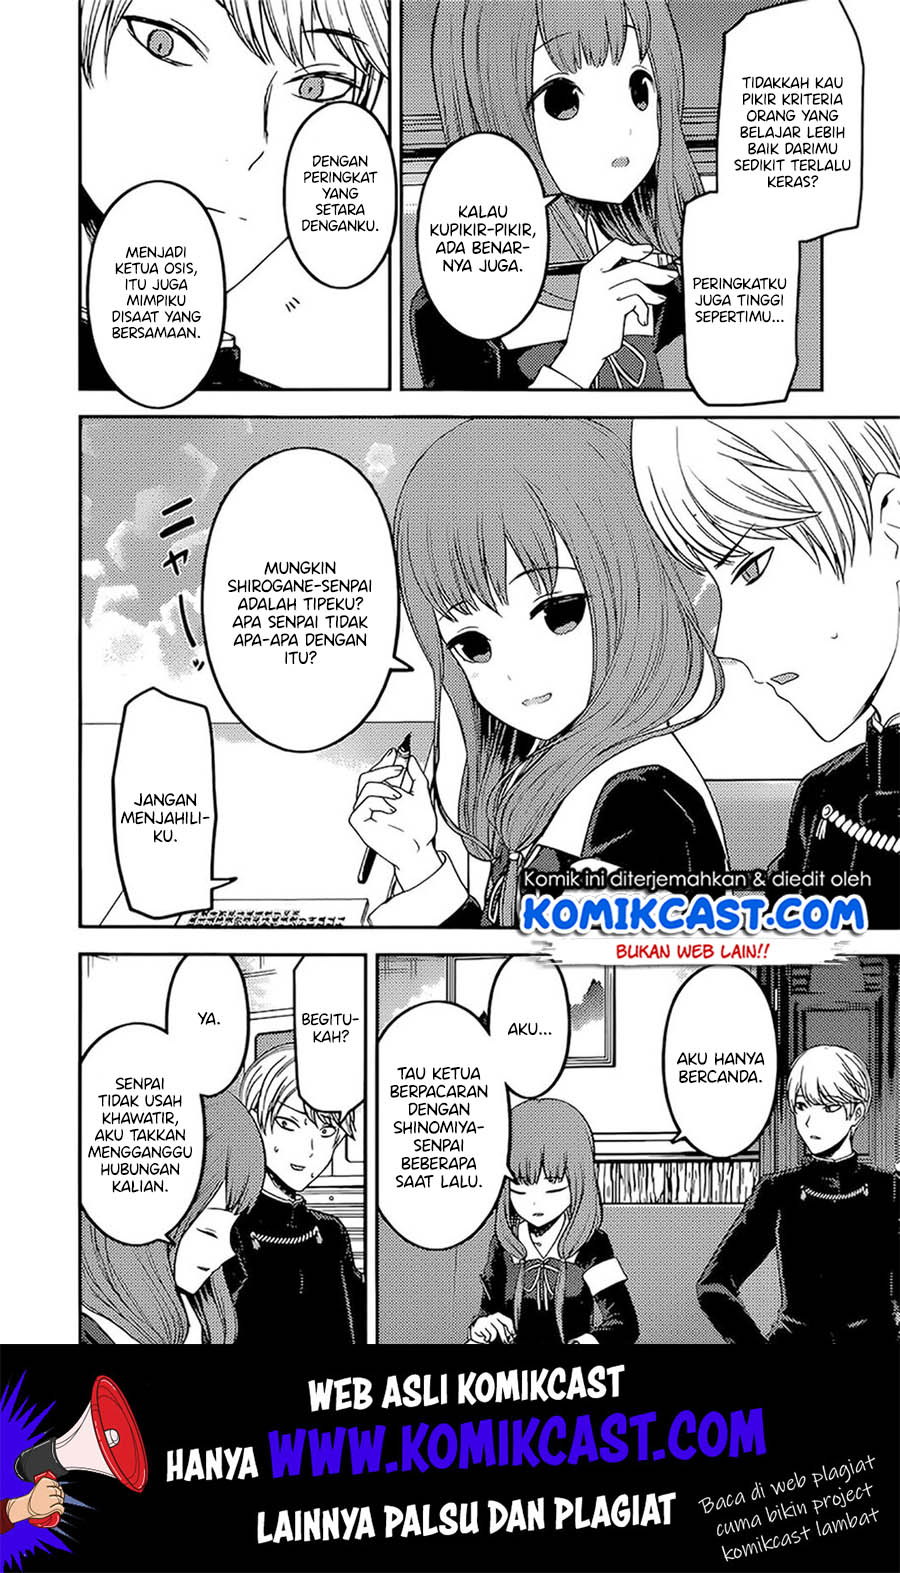 TIDAKKAH KAU
PIKIR KRITERIA
ORANG YANG
BELAJAR LEBIH
BAIK DARIMU
SEDIKIT TERLALU
KERAS?
PERINGKATKU
JUGA TINGGI
SEPERTIMU...
KALAU
KUPIKIR-PIKIR,
ADA BENAR-
NYA JUGA.
DENGAN
PERINGKAT
YANG
SETARA
DENGANKU.
MENJADI
KETUA OSIS,
ITU JUGA
MIMPIKU
DISAAT YANG
BERSAMAAN.
MUNGKIN
SHIROGANE-SENPAI
ADALAH TIPEKU?
APA SENPAI TIDAK
APA-APA DENGAN
ITU?
ニヤ
JANGAN
MENJAHILI-
KU.
Komik ini diterjemahkan & diedit oleh
KOMIKCAST.COM
BUKAN WEB LAIN!!
AKU HANYA
BERCANDA.
AKU...
TAU KETUA
BERPACARAN
DENGAN
SHINOMIYA-
SENPAI
BEBERAPA
SAAT LALU.
BEGITU-
KAH?
YA.
SENPAI
TIDAK USAH
KHAWATIR,
AKU TAKKAN
MENGGANGGU
HUBUNGAN
KALIAN.
WEB ASLI KOMIKCAST
HANYA WWW.KOMIKCAST.COM
LAINNYA PALSU DAN PLAGIAT
Baca di web plagiat
cuma bikin project
komikcast lambat